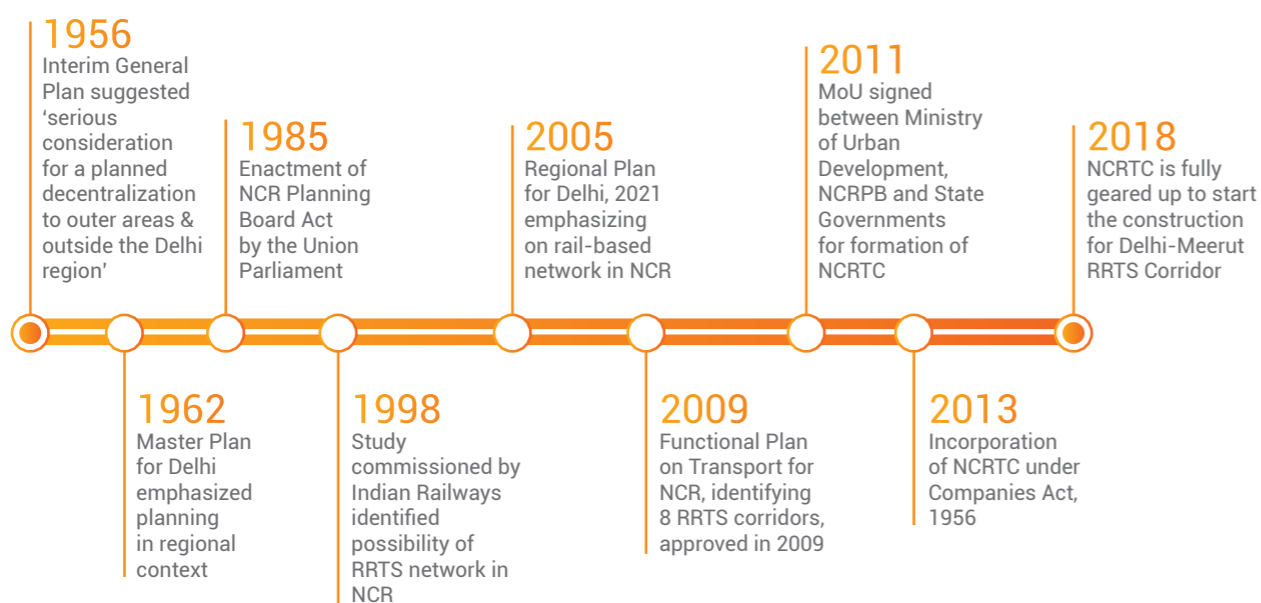 1956
Interim General
Plan suggested
‘serious
consideration
for a planned
decentralization
to outer areas &
outside the Delhi
region’
1962
Master Plan
for Delhi
emphasized
planning
in regional
context
1985
Enactment of
NCR Planning
Board Act
by the Union
Parliament
1998
Study
commissioned by
Indian Railways
identified
possibility of
RRTS network in
NCR
2005
Regional Plan
for Delhi, 2021
emphasizing
on rail-based
network in NCR
2009
Functional Plan
on Transport for
NCR, identifying
8 RRTS corridors,
approved in 2009
2011
MoU signed
between Ministry
of Urban
Development,
NCRPB and State
Governments
for formation of
NCRTC
2013
Incorporation
of NCRTC under
Companies Act,
1956
2018
NCRTC is fully
geared up to start
the construction
for Delhi-Meerut
RRTS Corridor